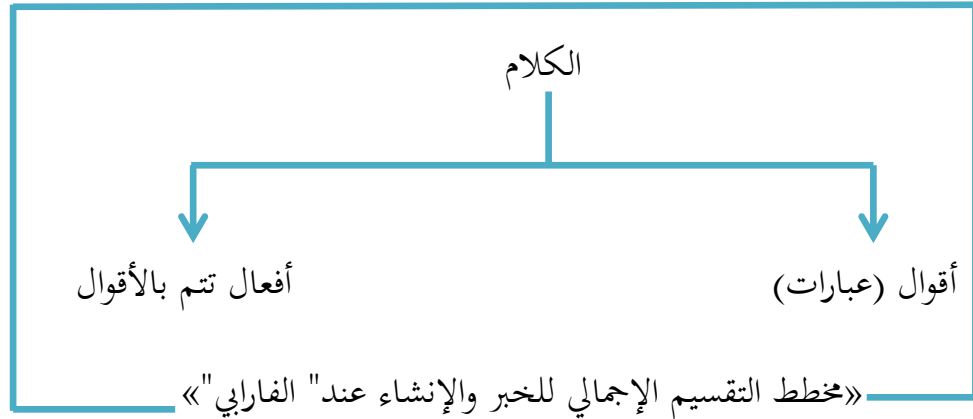 الكلام
أقوال (عبارات)
أفعال تتم بالأقوال
«مخطط التقسيم الإجمالي للخبر والإنشاء عند" الفارابي"»